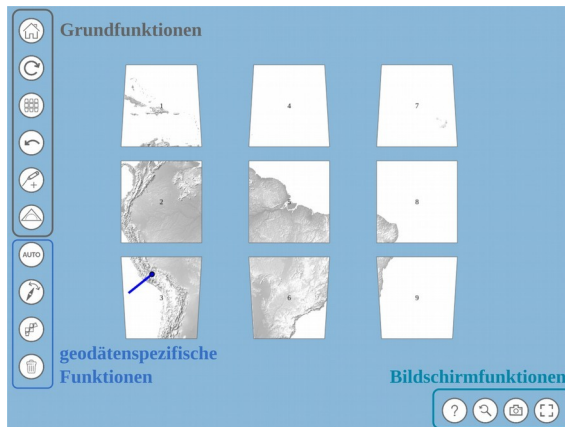 Grundfunktionen
1
4
7
2
5
8
AUTO
3
6
9
geodätenspezifische
Funktionen
Bildschirmfunktionen
?